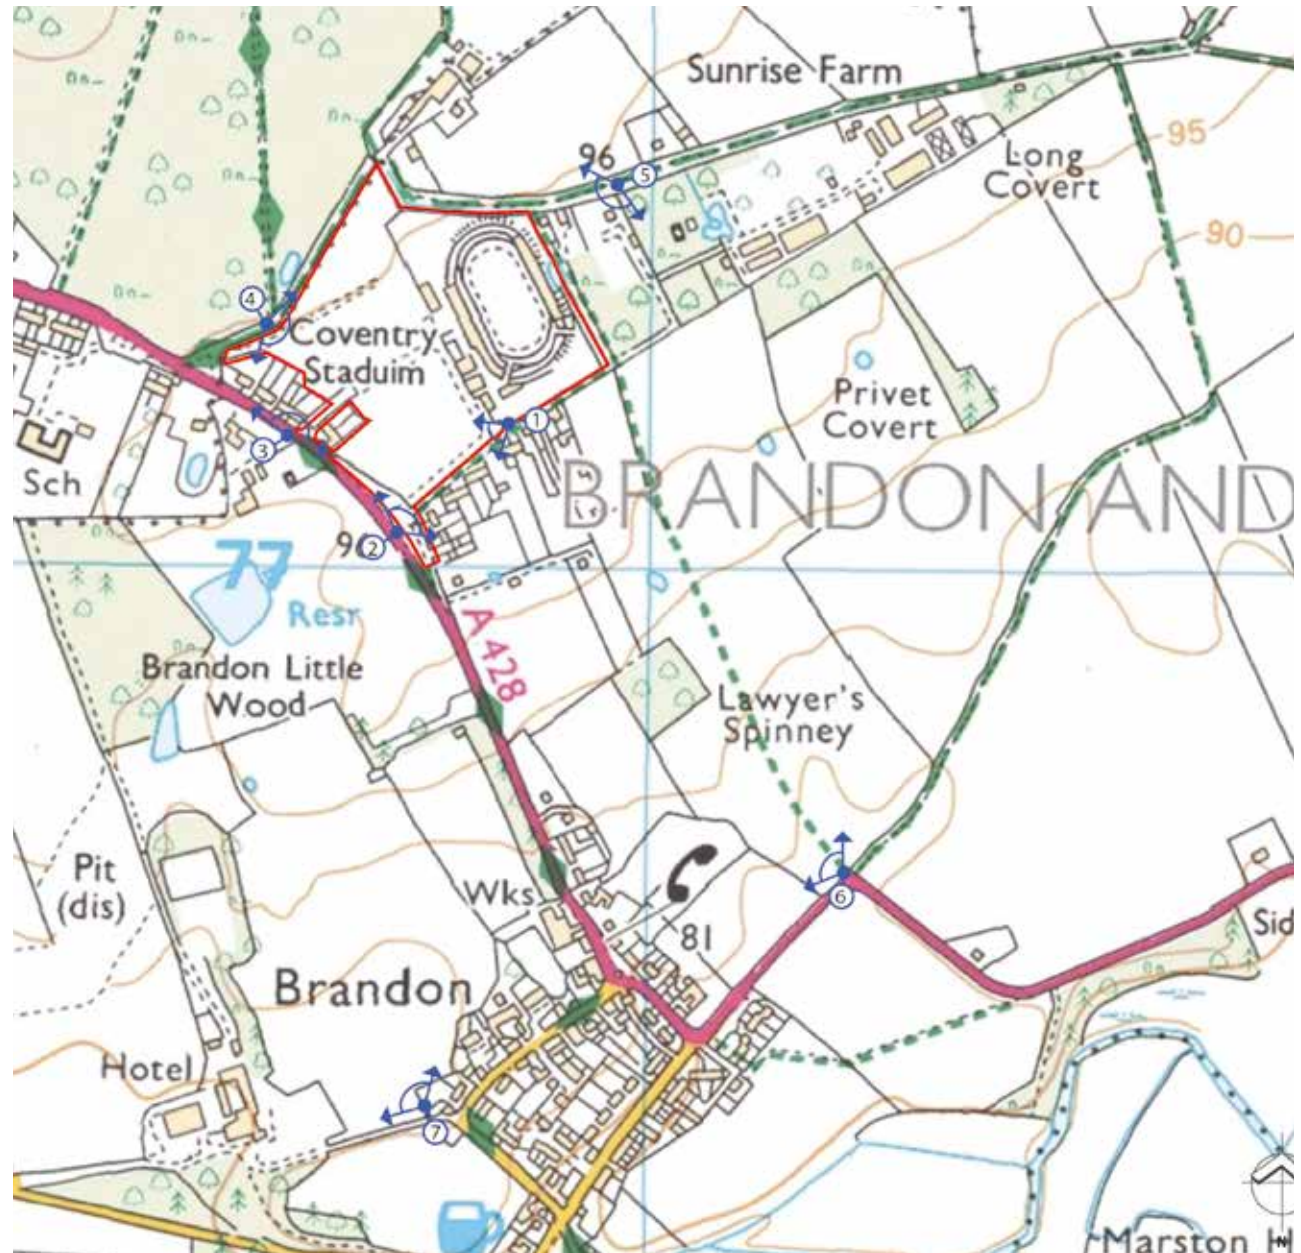 Sunrise Farm
96
5
95
Long
Covert
90
4
Coventry
Staduim
Privet
Covert
1
3
Sch
BRANDON AND
2
77
Resr
A 428
Brandon Little
Wood
Lawyer's
Spinney
Pit
(dis)
Wks
6
81
Sid
Brandon
Hotel
7
Marston H
N